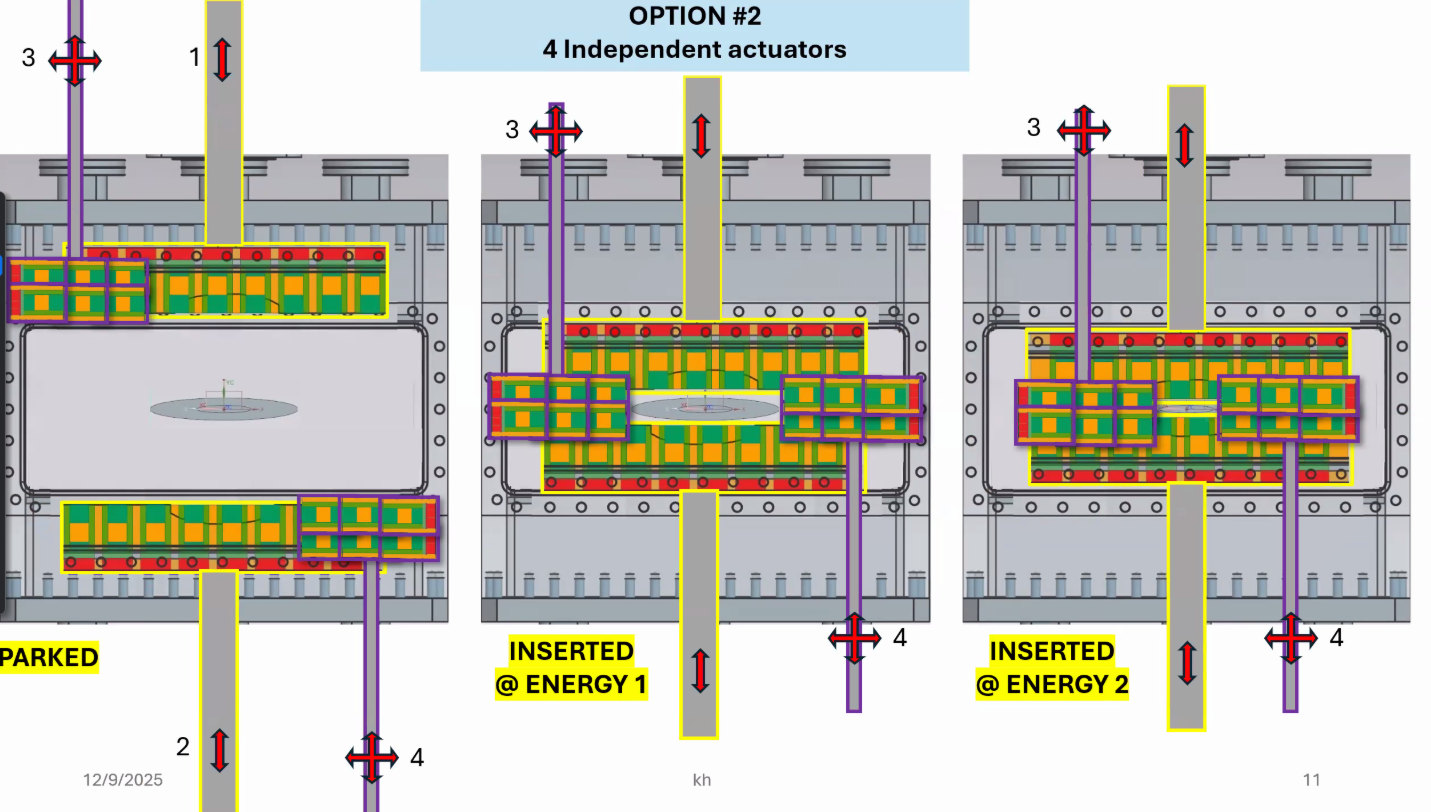 OPTION #2
4 Independent actuators
3
1
3
3
PARKED
INSERTED
@ ENERGY 1
4
INSERTED
@ ENERGY 2
4
2
4
12/9/2025
kh
11